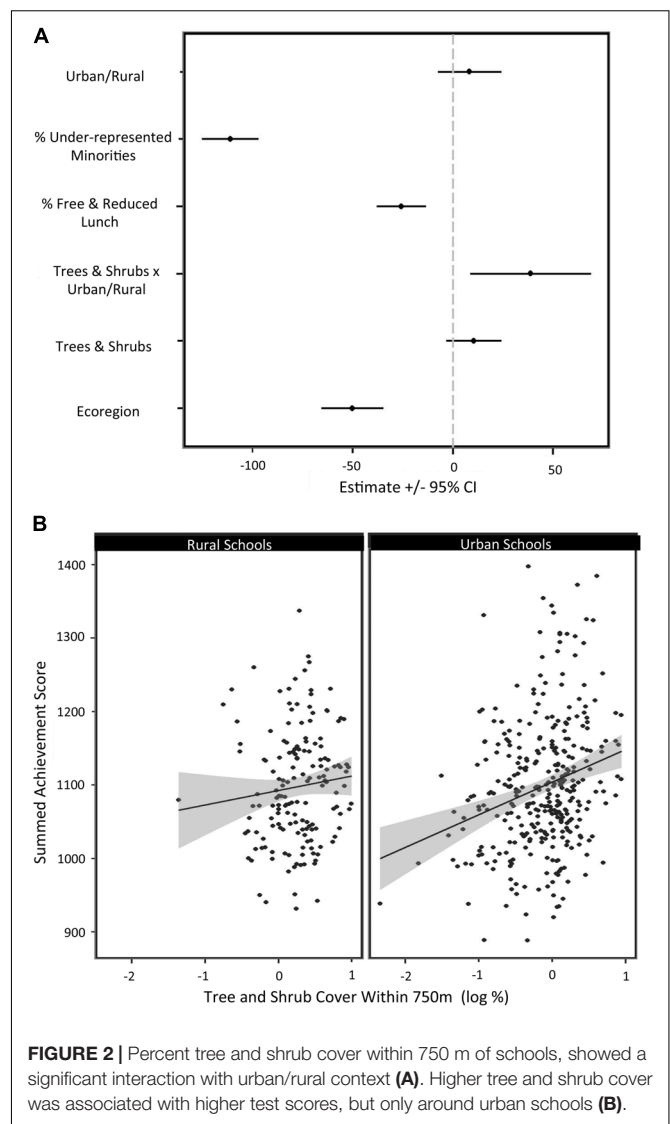 A
Urban/Rural
% Under-represented
Minorities
% Free & Reduced
Lunch
Trees & Shrubs x
Urban/Rural
Trees & Shrubs
Ecoregion
-100
-50
0
50
Estimate +/- 95% CI
B
Rural Schools
Urban Schools
Summed Achievement Score
1400
1300
1200
1100
1000
900
-2
-1
0
1
-2
-1
0
1
Tree and Shrub Cover Within 750m (log %)
FIGURE 2 | Percent tree and shrub cover within 750 m of schools, showed a
significant interaction with urban/rural context (A). Higher tree and shrub cover
was associated with higher test scores, but only around urban schools (B).